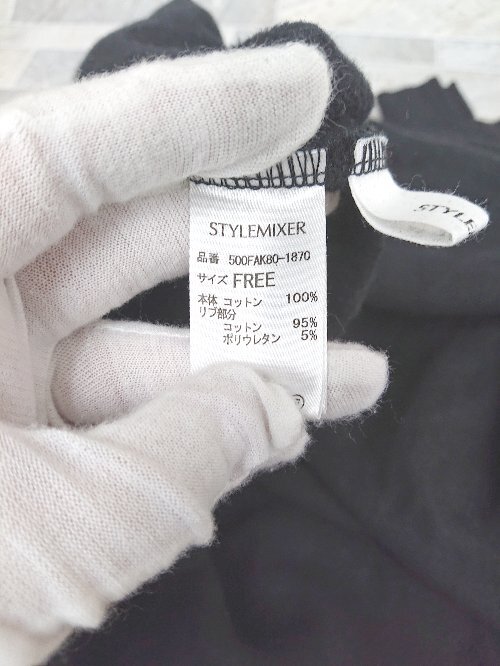 STYLEMIXER
品番 500FAK80-1870
サイズ FREE
本体 コットン 100%
リブ部分
コットン 95%
ポリウレタン 5%
STYLE